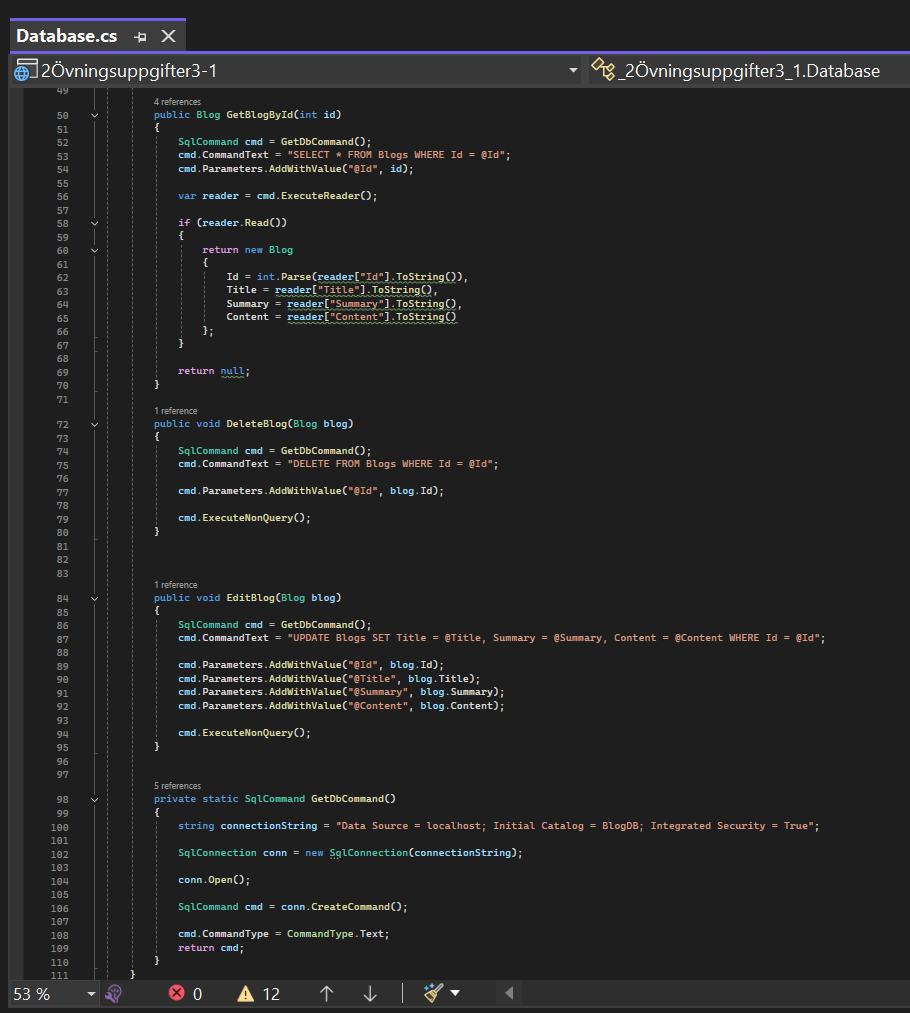 Database.cs
2Övningsuppgifter3-1 _2Övningsuppgifter3_1.Database
49
4 references
50 public Blog GetBlogById(int id)
51 {
52 SqlCommand cmd = GetDbCommand();
53 cmd.CommandText = "SELECT * FROM Blogs WHERE Id = @Id";
54 cmd.Parameters.AddWithValue("@Id", id);
55
56 var reader = cmd.ExecuteReader();
57
58 if (reader.Read())
59 {
60 return new Blog
61 {
62 Id = int.Parse(reader["Id"].ToString()),
63 Title = reader["Title"].ToString(),
64 Summary = reader["Summary"].ToString(),
65 Content = reader["Content"].ToString()
66 };
67 }
68
69 return null;
70 }
71
1 reference
72 public void DeleteBlog(Blog blog)
73 {
74 SqlCommand cmd = GetDbCommand();
75 cmd.CommandText = "DELETE FROM Blogs WHERE Id = @Id";
76
77 cmd.Parameters.AddWithValue("@Id", blog.Id);
78
79 cmd.ExecuteNonQuery();
80 }
81
82
83
1 reference
84 public void EditBlog(Blog blog)
85 {
86 SqlCommand cmd = GetDbCommand();
87 cmd.CommandText = "UPDATE Blogs SET Title = @Title, Summary = @Summary, Content = @Content WHERE Id = @Id";
88
89 cmd.Parameters.AddWithValue("@Id", blog.Id);
90 cmd.Parameters.AddWithValue("@Title", blog.Title);
91 cmd.Parameters.AddWithValue("@Summary", blog.Summary);
92 cmd.Parameters.AddWithValue("@Content", blog.Content);
93
94 cmd.ExecuteNonQuery();
95 }
96
97
5 references
98 private static SqlCommand GetDbCommand()
99 {
100 string connectionString = "Data Source = localhost; Initial Catalog = BlogDB; Integrated Security = True";
101
102 SqlConnection conn = new SqlConnection(connectionString);
103
104 conn.Open();
105
106 SqlCommand cmd = conn.CreateCommand();
107
108 cmd.CommandType = CommandType.Text;
109 return cmd;
110 }
111 }
53 % 0 12